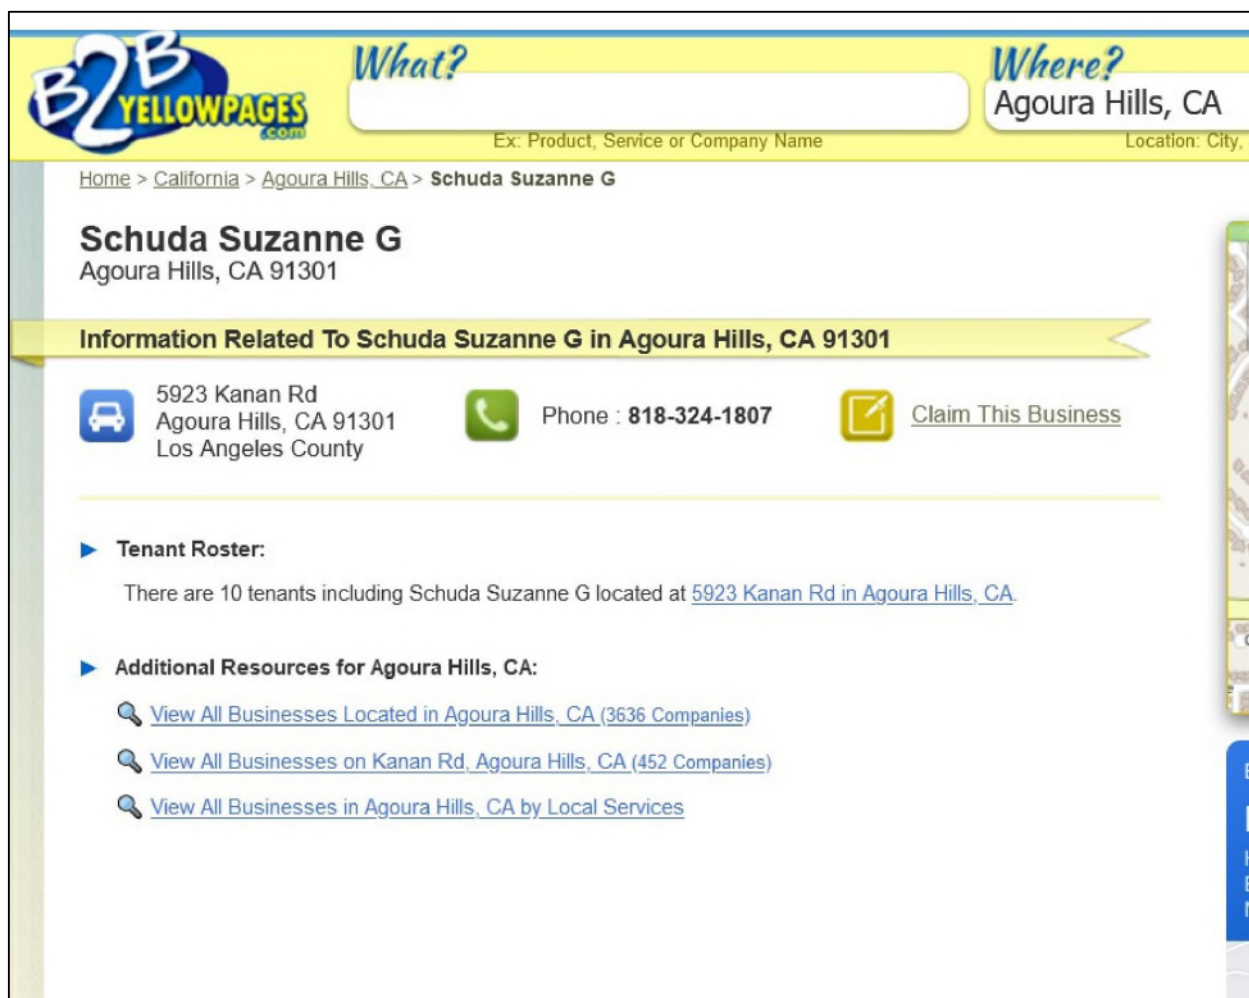 B2B
YELLOWPAGES
.com
What?
Where?
Agoura Hills, CA
Ex: Product, Service or Company Name
Location: City,
Home > California > Agoura Hills, CA > Schuda Suzanne G
Schuda Suzanne G
Agoura Hills, CA 91301
Information Related To Schuda Suzanne G in Agoura Hills, CA 91301
5923 Kanan Rd
Agoura Hills, CA 91301
Los Angeles County
Phone : 818-324-1807
Claim This Business
Tenant Roster:
There are 10 tenants including Schuda Suzanne G located at 5923 Kanan Rd in Agoura Hills, CA.
Additional Resources for Agoura Hills, CA:
View All Businesses Located in Agoura Hills, CA (3636 Companies)
View All Businesses on Kanan Rd, Agoura Hills, CA (452 Companies)
View All Businesses in Agoura Hills, CA by Local Services